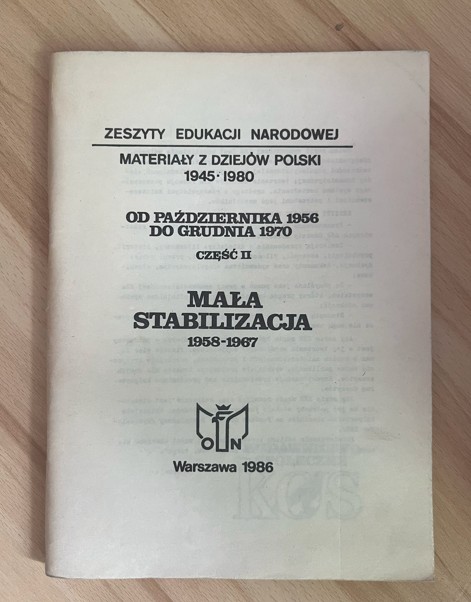 ZESZYTY EDUKACJI NARODOWEJ
MATERIAŁY Z DZIEJÓW POLSKI
1945-1980
OD PAŹDZIERNIKA 1956
DO GRUDNIA 1970
CZĘŚĆ II
MAŁA
STABILIZACJA
1958-1967
O N
Warszawa 1986
KOS